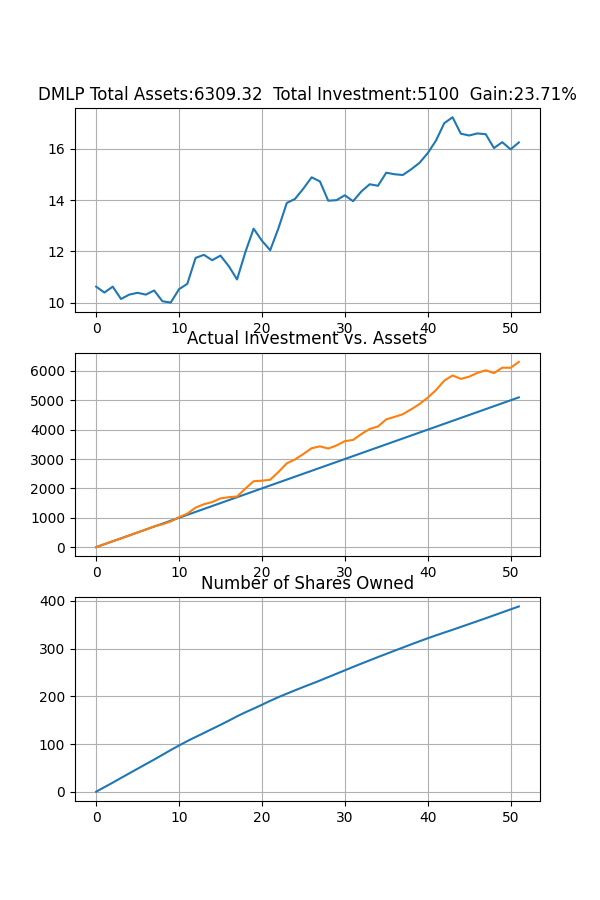 DMLP Total Assets:6309.32 Total Investment:5100 Gain:23.71%
16
14
12
10
0 10 20 30 40 50
Actual Investment vs. Assets
6000
5000
4000
3000
2000
1000
0
0 10 20 30 40 50
Number of Shares Owned
400
300
200
100
0
0 10 20 30 40 50